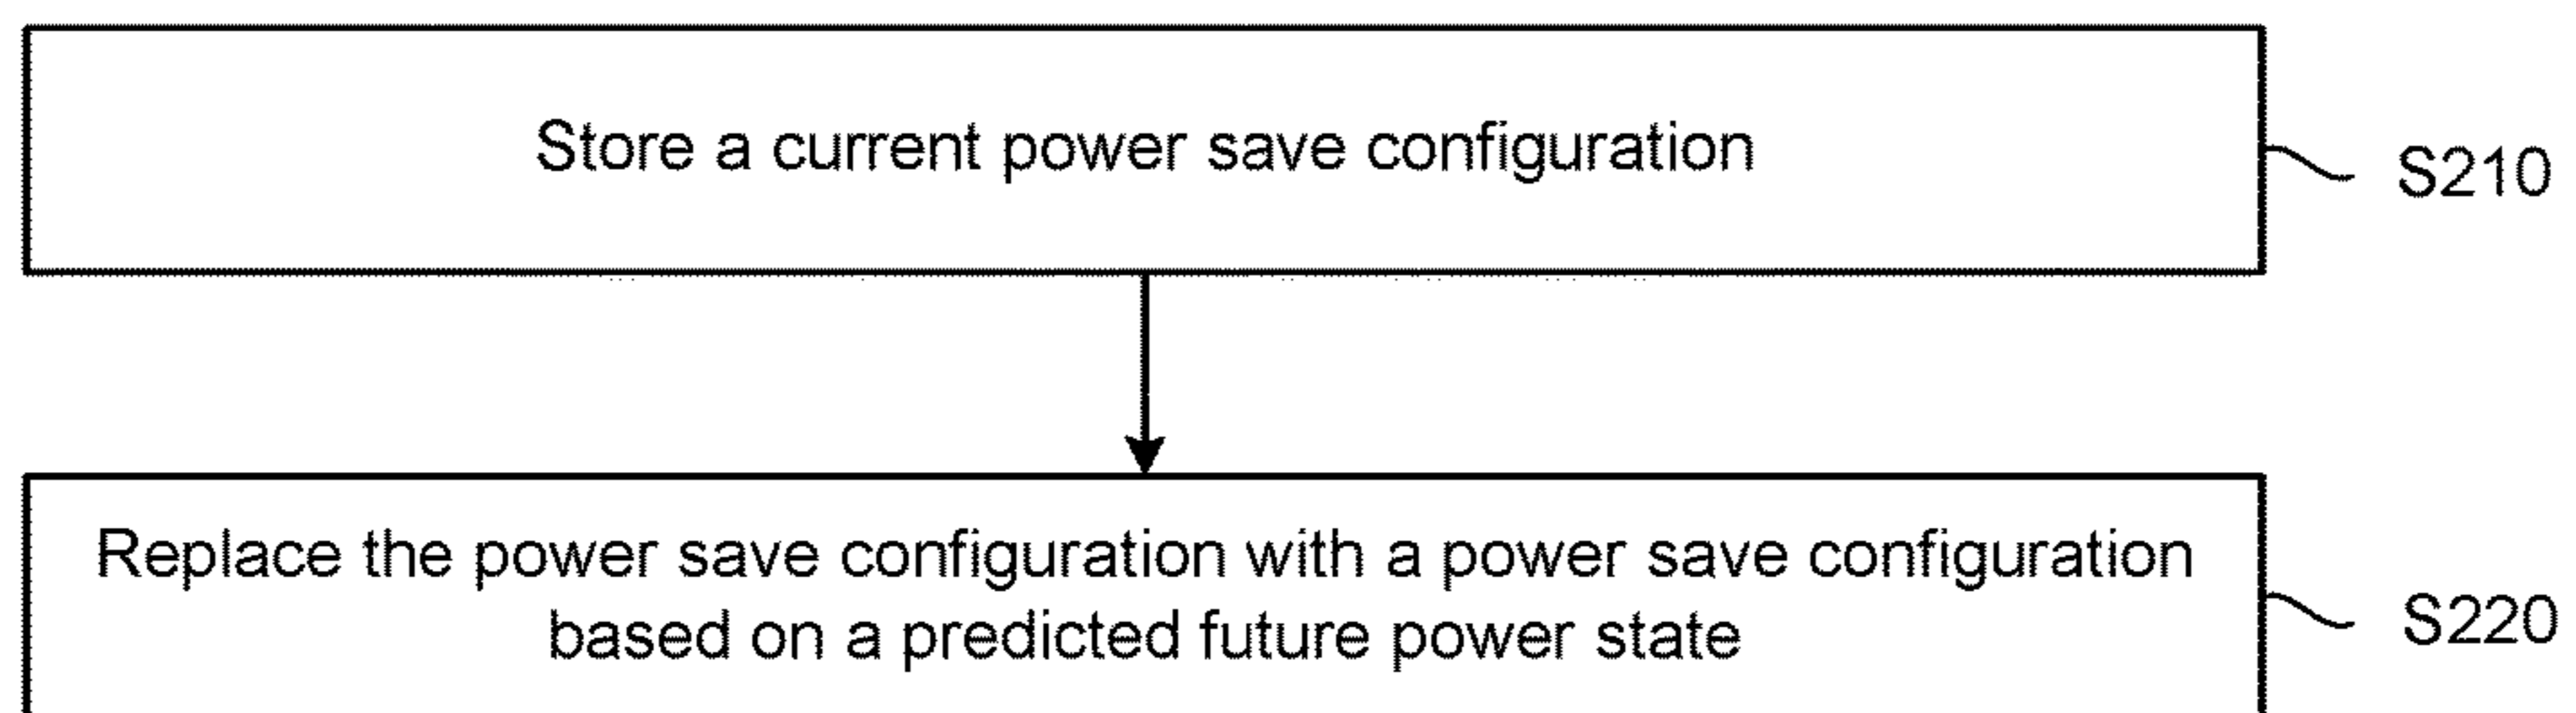 Store a current power save configuration
S210
Replace the power save configuration with a power save configuration
based on a predicted future power state
S220